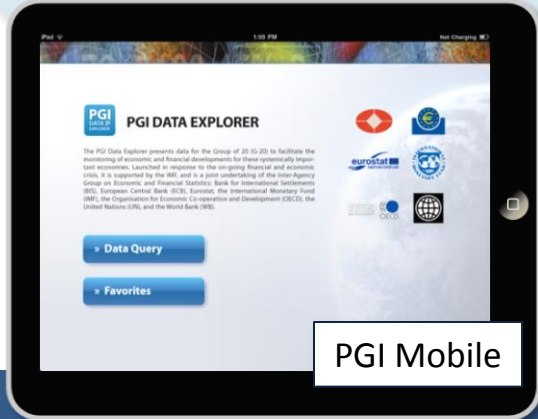 iPad
1:55 PM
Not Charging
PGI
DATA
EXPLORER
PGI DATA EXPLORER
The PGI Data Explorer presents data for the Group of 20 (G-20) to facilitate the
monitoring of economic and financial developments for these systemically impor-
tant economies. Launched in response to the on-going financial and economic
crisis, it is supported by the IMF, and is a joint undertaking of the Inter-Agency
Group on Economic and Financial Statistics: Bank for International Settlements
(BIS), European Central Bank (ECB), Eurostat, the International Monetary Fund
(IMF), the Organisation for Economic Co-operation and Development (OECD), the
United Nations (UN), and the World Bank (WB).
eurostat
OECD
» Data Query
» Favorites
PGI Mobile